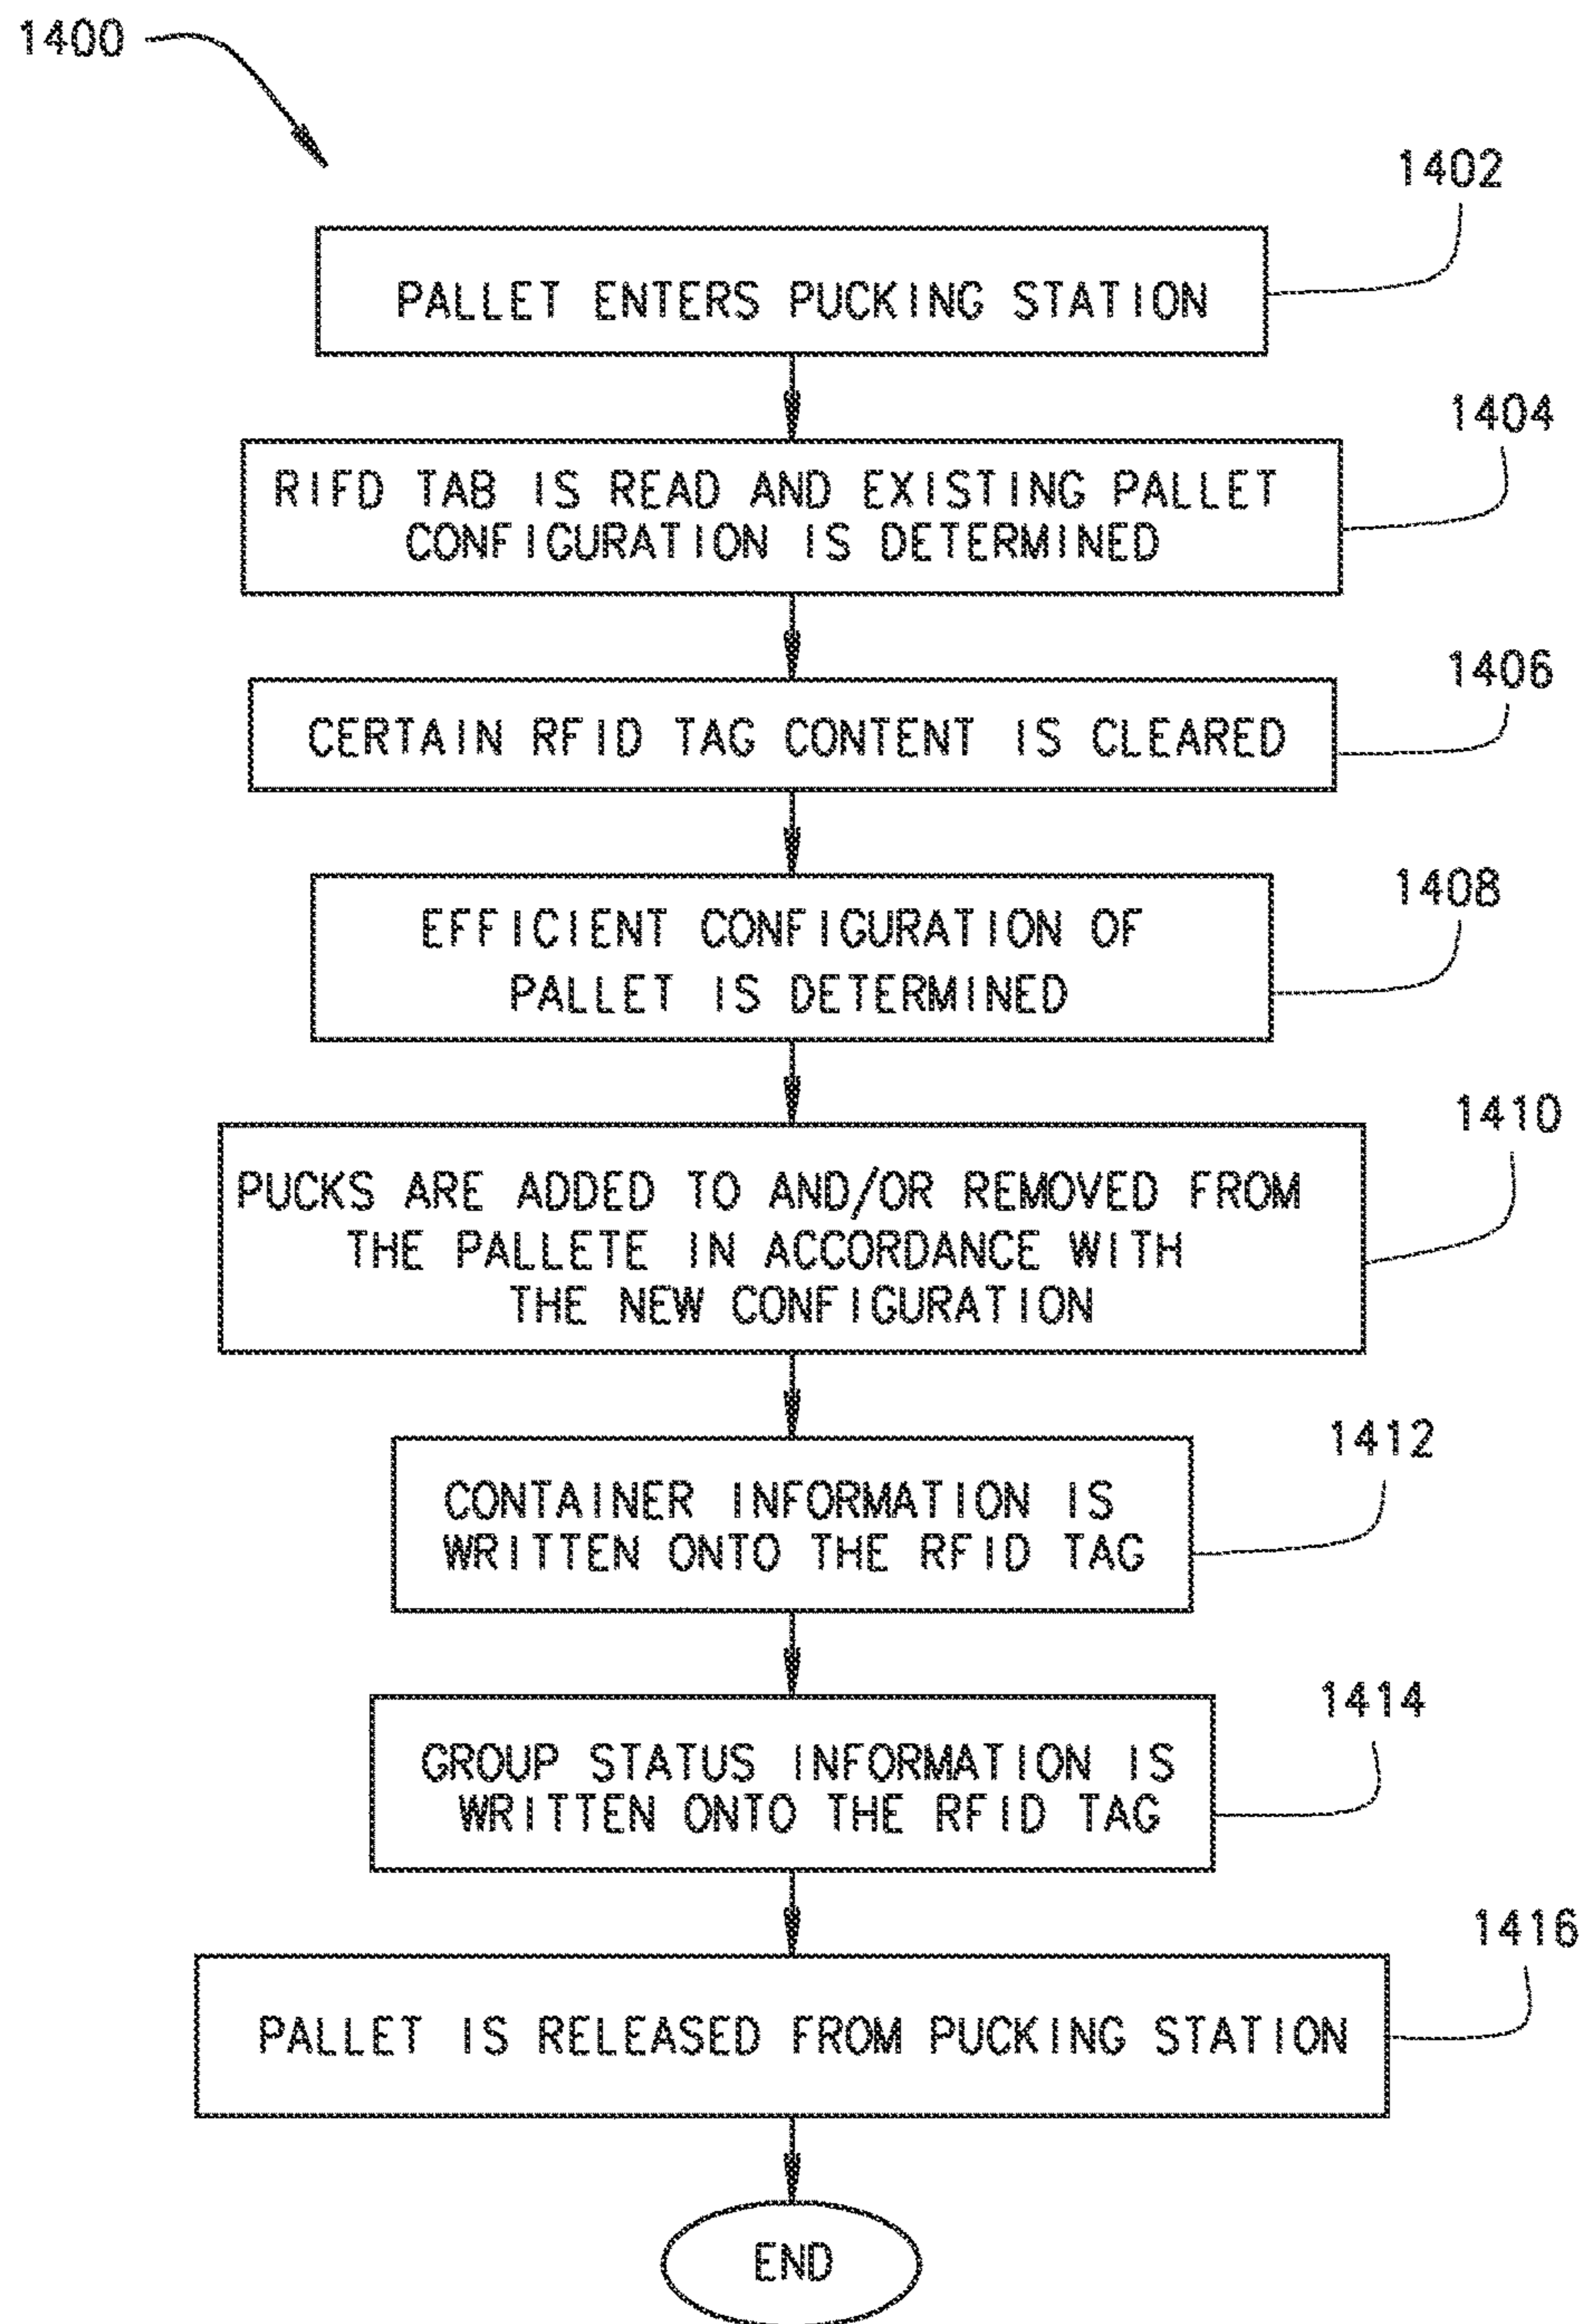 1400
1402
PALLET ENTERS PUCKING STATION
1404
RIFD TAB IS READ AND EXISTING PALLET
CONFIGURATION IS DETERMINED
1406
CERTAIN RFID TAG CONTENT IS CLEARED
1408
EFFICIENT CONFIGURATION OF
PALLET IS DETERMINED
1410
PUCKS ARE ADDED TO AND/OR REMOVED FROM
THE PALLETE IN ACCORDANCE WITH
THE NEW CONFIGURATION
1412
CONTAINER INFORMATION IS
WRITTEN ONTO THE RFID TAG
1414
GROUP STATUS INFORMATION IS
WRITTEN ONTO THE RFID TAG
1416
PALLET IS RELEASED FROM PUCKING STATION
END